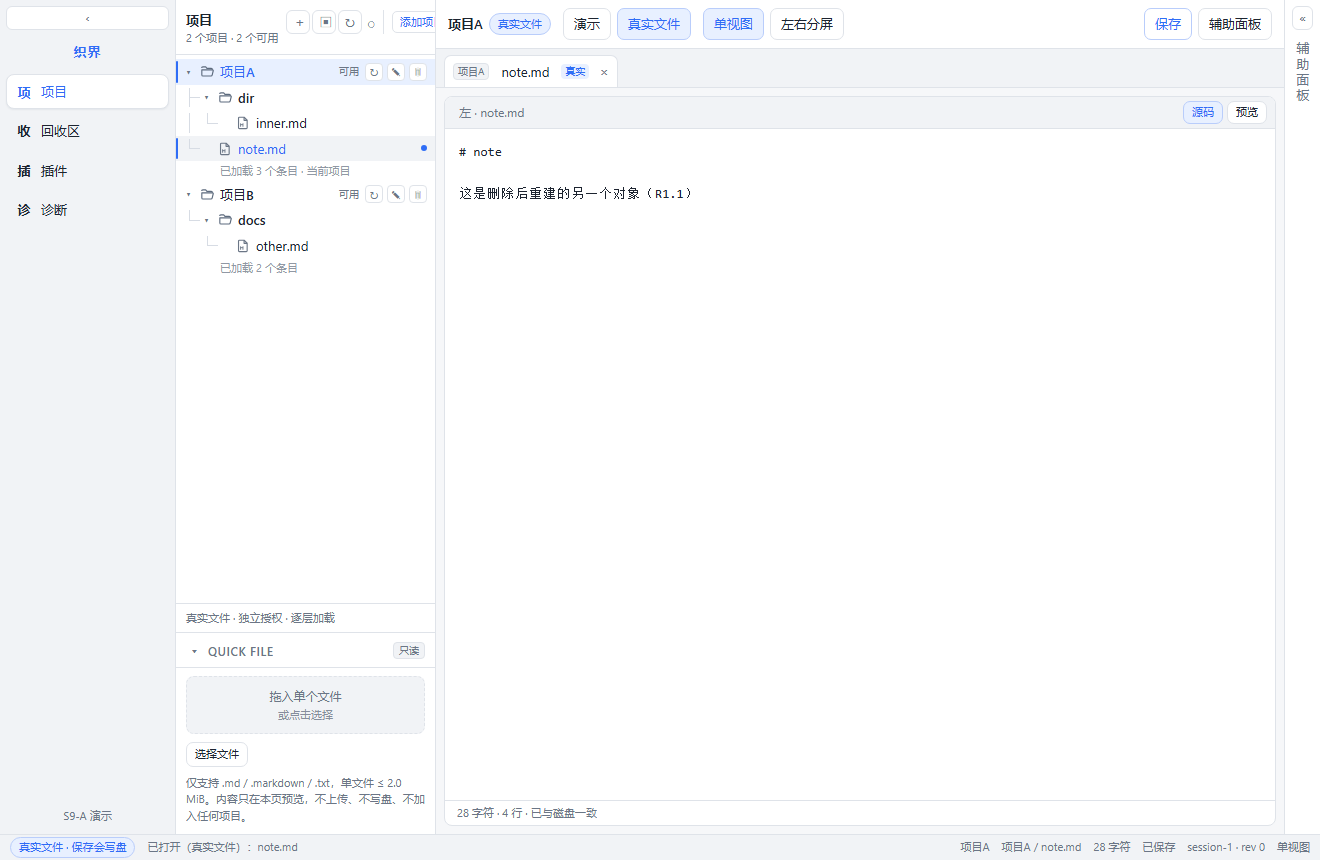 ‹
织界
项 项目
收 回收区
插 插件
诊 诊断
S9-A 演示
项目
2 个项目 · 2 个可用
+ ↻ ○ 添加项
项目A 可用 ↻
dir
inner.md
note.md
已加载 3 个条目 · 当前项目
项目B 可用 ↻
docs
other.md
已加载 2 个条目
真实文件 · 独立授权 · 逐层加载
QUICK FILE 只读
拖入单个文件
或点击选择
选择文件
仅支持 .md / .markdown / .txt，单文件 ≤ 2.0
MiB。内容只在本页预览，不上传、不写盘、不加
入任何项目。
项目A 真实文件 演示 真实文件 单视图 左右分屏 保存 辅助面板
项目A note.md 真实 ×
左 · note.md 源码 预览
# note
这是删除后重建的另一个对象（R1.1）
28 字符 · 4 行 · 已与磁盘一致
«
辅助面板
真实文件 · 保存会写盘 已打开（真实文件）：note.md 项目A 项目A / note.md 28 字符 已保存 session-1 · rev 0 单视图